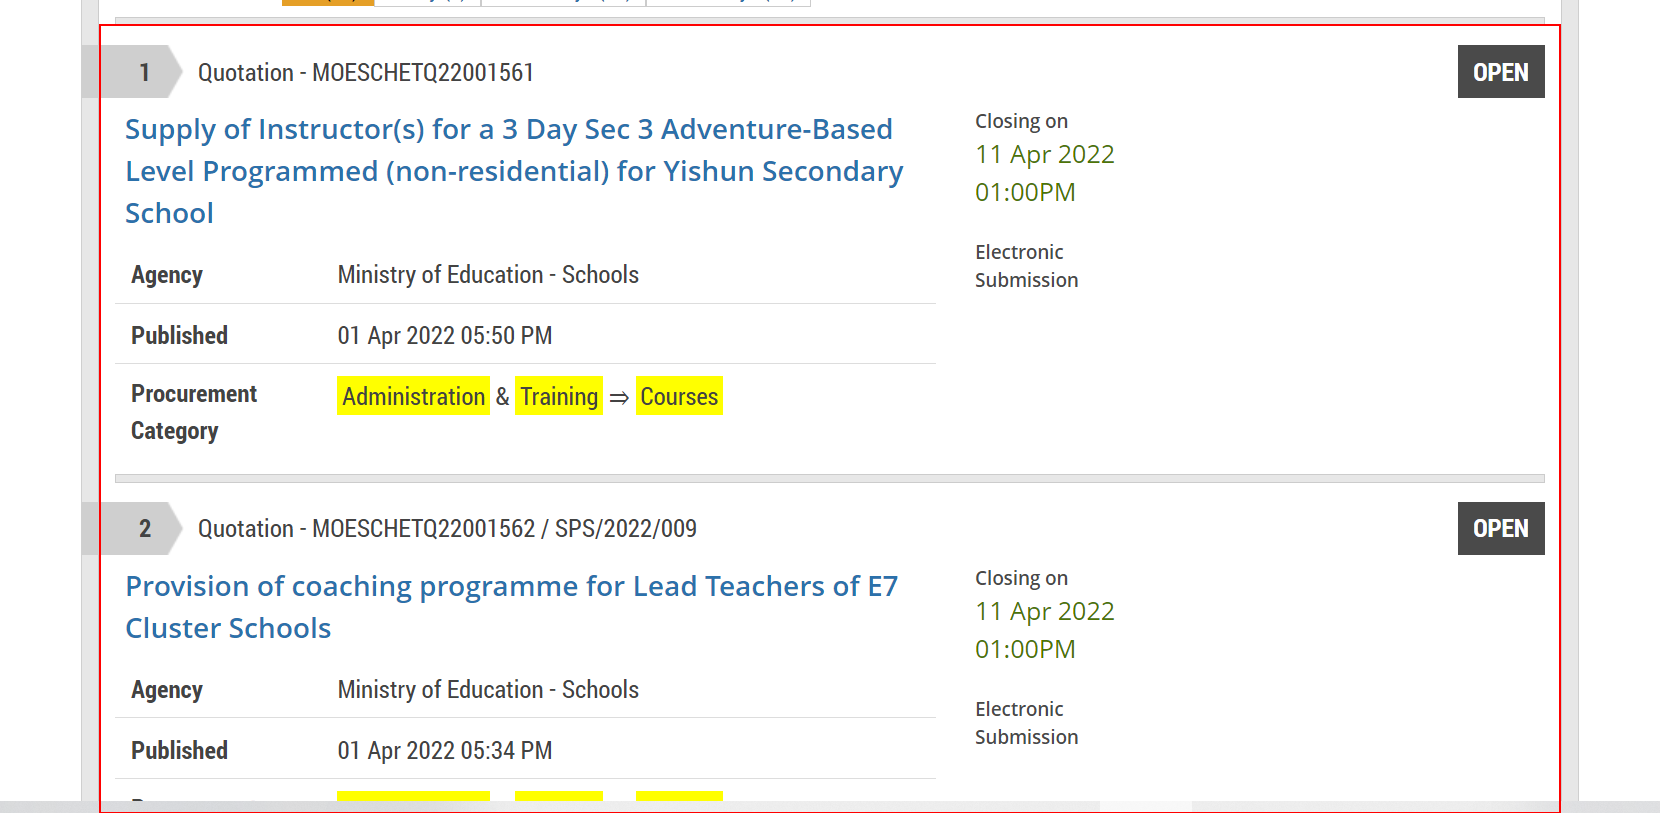 1
Quotation - MOESCHETQ22001561
OPEN
Supply of Instructor(s) for a 3 Day Sec 3 Adventure-Based
Level Programmed (non-residential) for Yishun Secondary
School
Closing on
11 Apr 2022
01:00PM
Electronic
Submission
Agency
Ministry of Education - Schools
Published
01 Apr 2022 05:50 PM
Procurement
Category
Administration & Training ⇒ Courses
2
Quotation - MOESCHETQ22001562 / SPS/2022/009
OPEN
Provision of coaching programme for Lead Teachers of E7
Cluster Schools
Closing on
11 Apr 2022
01:00PM
Electronic
Submission
Agency
Ministry of Education - Schools
Published
01 Apr 2022 05:34 PM